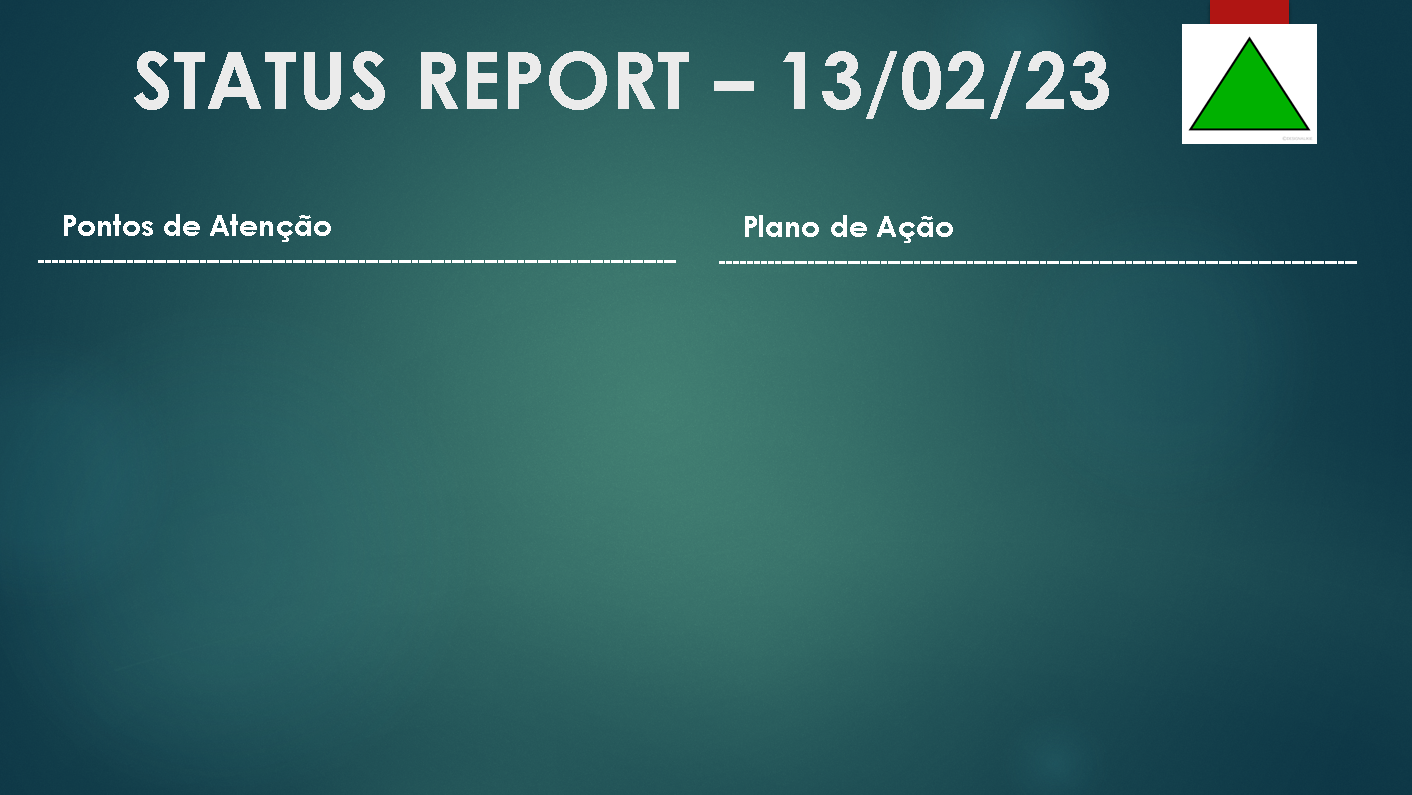 STATUS REPORT – 13/02/23
Pontos de Atenção
Plano de Ação